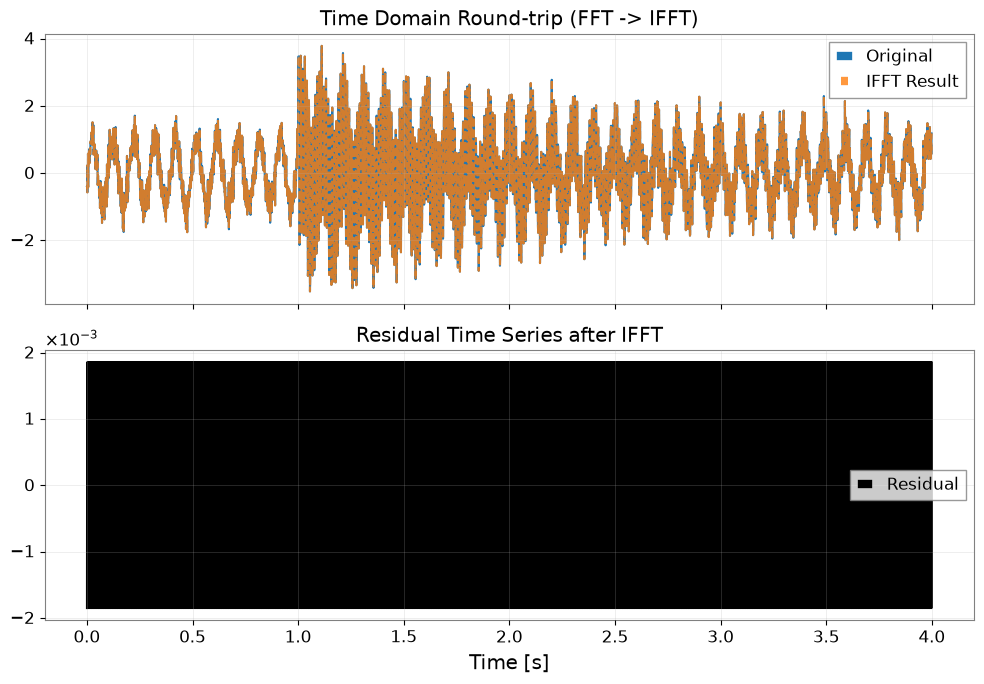 Time Domain Round-trip (FFT -> IFFT)
4
2
0
−2
Original
IFFT Result
Residual Time Series after IFFT
×10⁻³
2
1
0
−1
−2
Residual
0.0 0.5 1.0 1.5 2.0 2.5 3.0 3.5 4.0
Time [s]